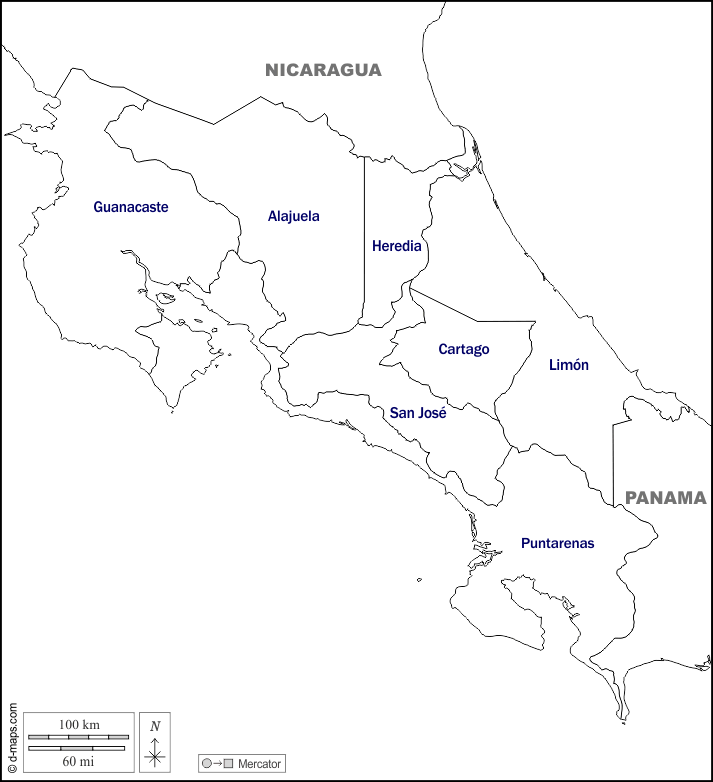 NICARAGUA
Guanacaste
Alajuela
Heredia
Cartago
Limón
San José
PANAMA
Puntarenas
© d-maps.com
100 km
60 mi
N
Mercator